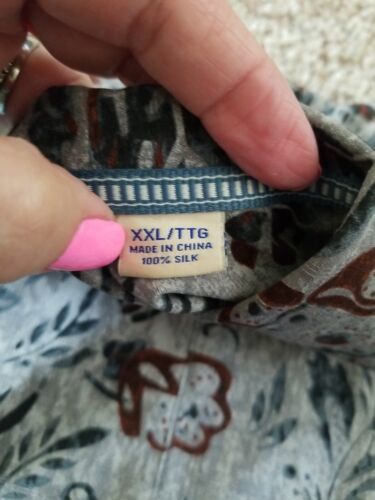 XXL/TTG
MADE IN CHINA
100% SILK